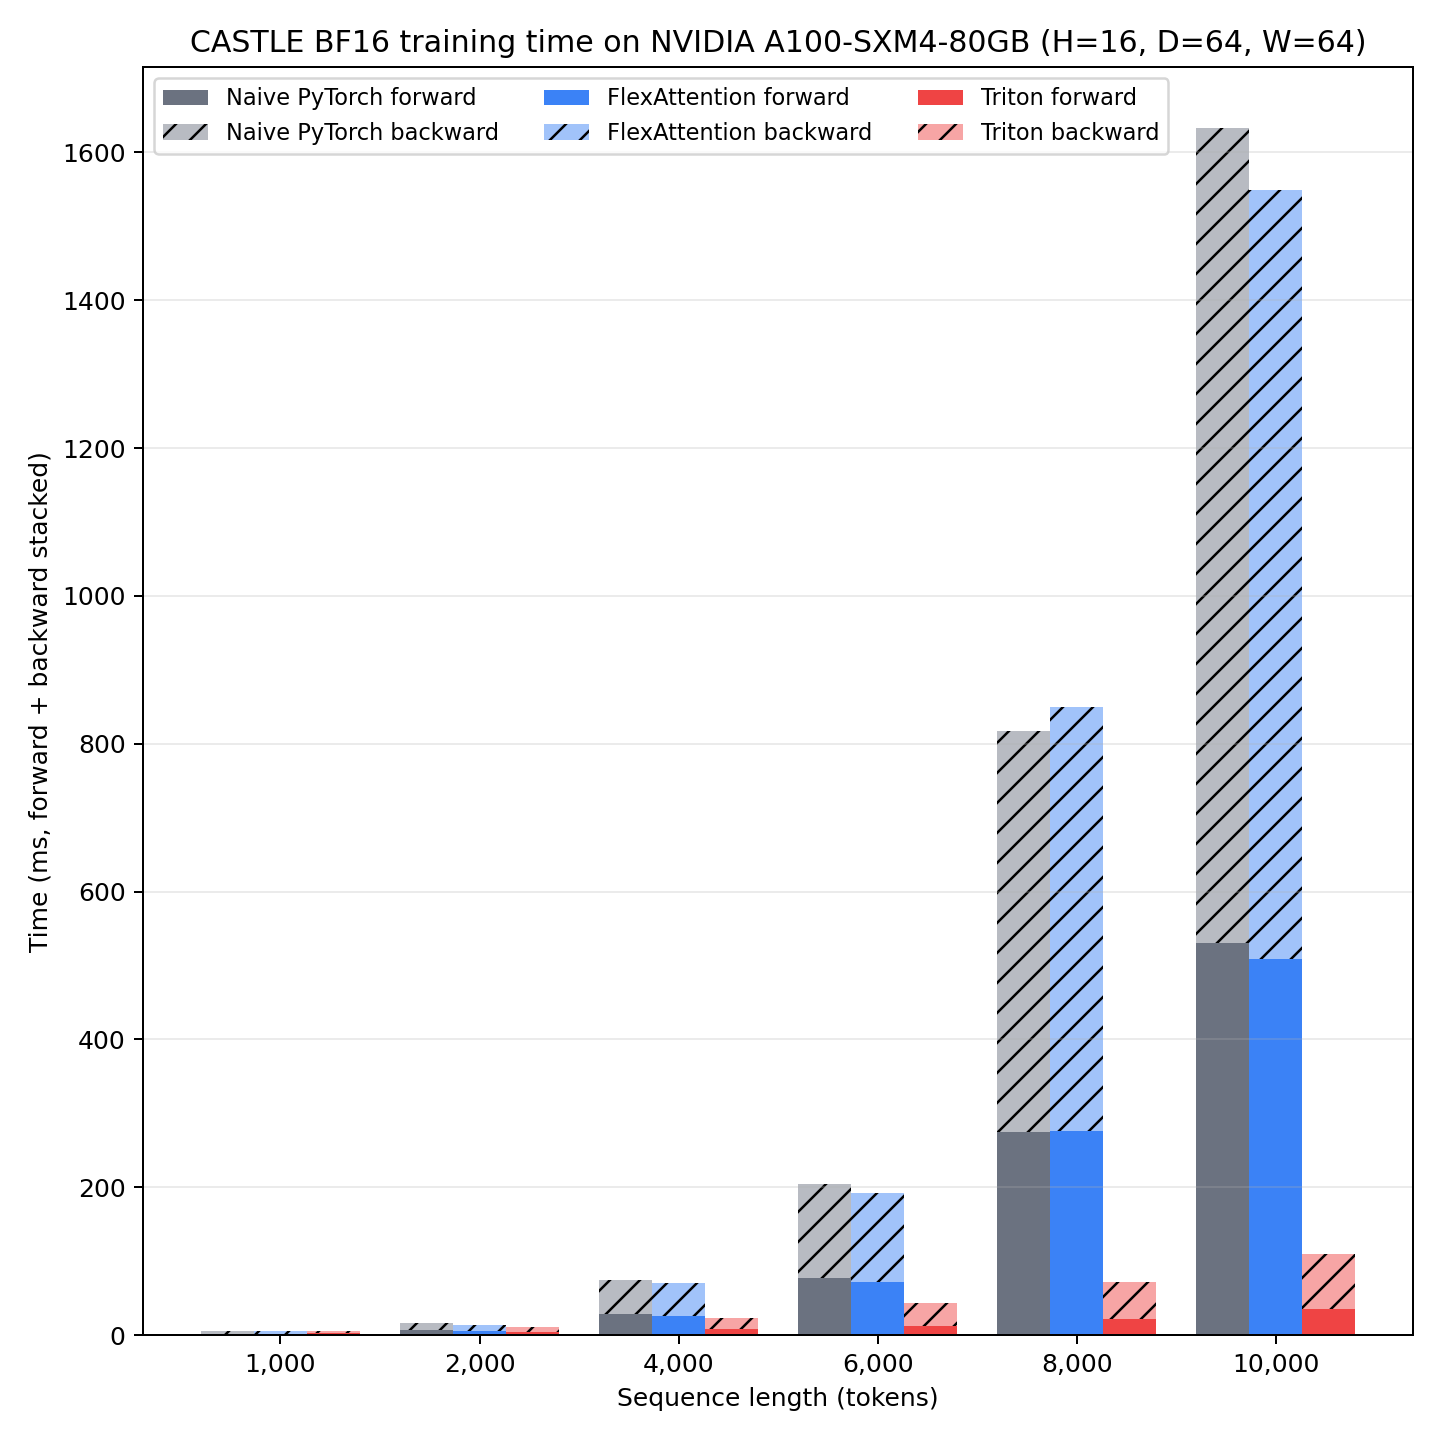 CASTLE BF16 training time on NVIDIA A100-SXM4-80GB (H=16, D=64, W=64)
Naive PyTorch forward
Naive PyTorch backward
FlexAttention forward
FlexAttention backward
Triton forward
Triton backward
Time (ms, forward + backward stacked)
1600
1400
1200
1000
800
600
400
200
0
1,000 2,000 4,000 6,000 8,000 10,000
Sequence length (tokens)